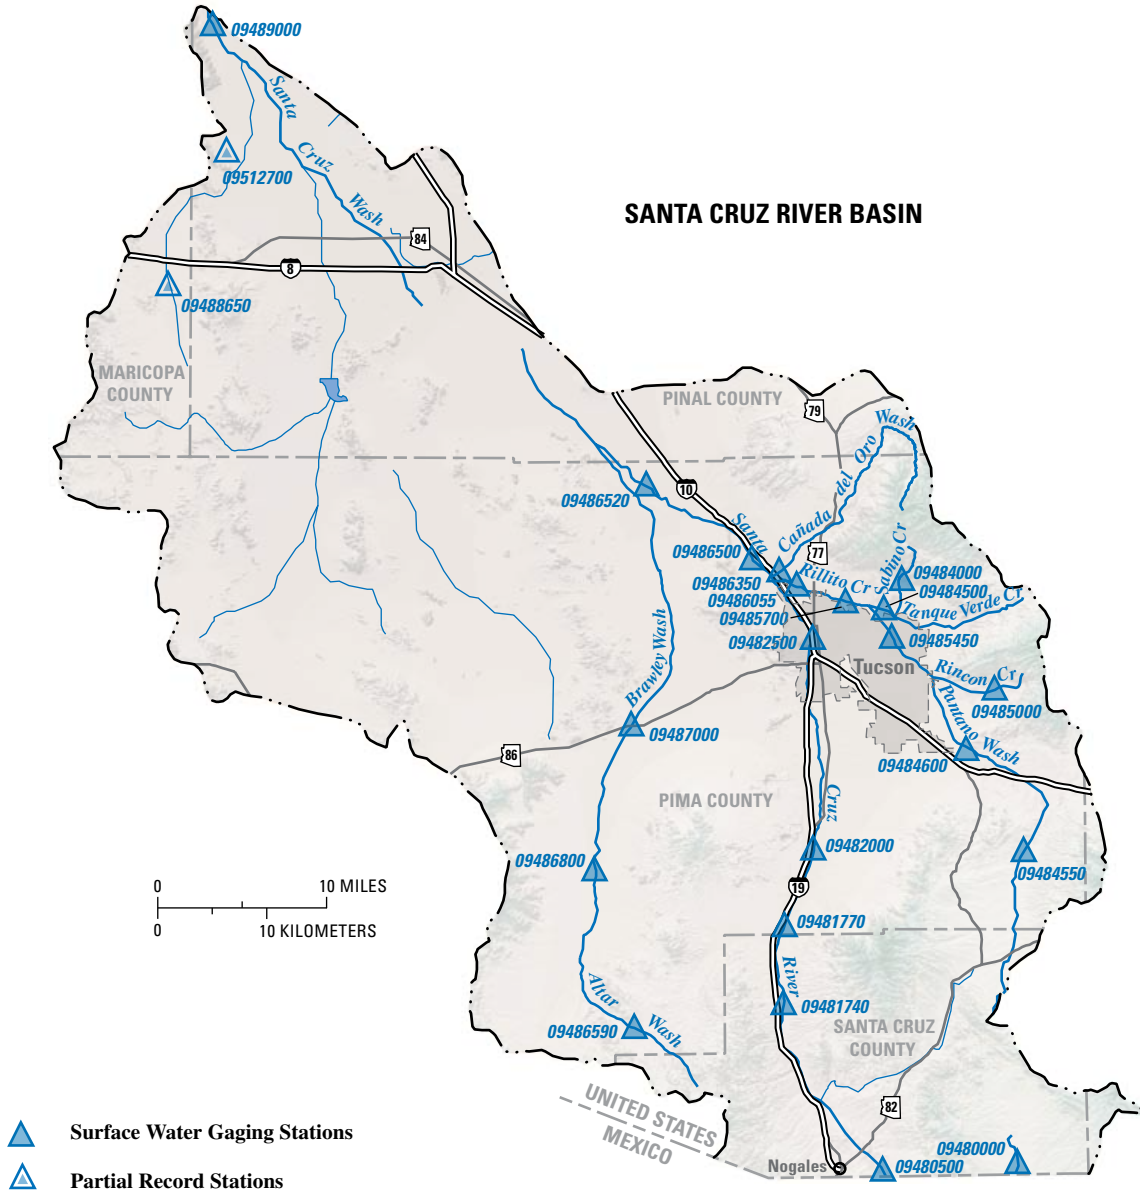 09489000
Santa
Cruz
Wash
09512700
SANTA CRUZ RIVER BASIN
84
8
09488650
MARICOPA
COUNTY
PINAL COUNTY
79
Cañada del Oro Wash
10
09486520
Santa
77
09486500
09486350
09486055
09485700
09482500
Rillito Cr
Sabino Cr
09484000
09484500
Tanque Verde Cr
09485450
Tucson
Rincon Cr
09485000
Pantano Wash
09484600
Brawley Wash
09487000
86
PIMA COUNTY
Cruz
09482000
09486800
09484550
19
0 10 MILES
0 10 KILOMETERS
09481770
River
09481740
Altar
Wash
09486590
SANTA CRUZ
COUNTY
82
UNITED STATES
MEXICO
Nogales
09480000
09480500
Surface Water Gaging Stations
Partial Record Stations